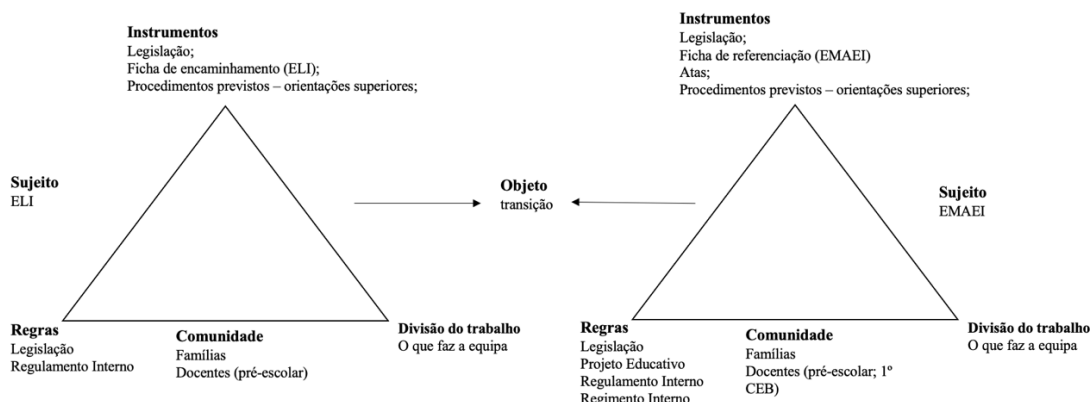 Instrumentos
Legislação;
Ficha de encaminhamento (ELI);
Procedimentos previstos – orientações superiores;
Sujeito
ELI
Regras
Legislação
Regulamento Interno
Comunidade
Famílias
Docentes (pré-escolar)
Divisão do trabalho
O que faz a equipa
Objeto
transição
Instrumentos
Legislação;
Ficha de referenciação (EMAEI)
Atas;
Procedimentos previstos – orientações superiores;
Sujeito
EMAEI
Regras
Legislação
Projeto Educativo
Regulamento Interno
Regimento Interno
Comunidade
Famílias
Docentes (pré-escolar; 1º
CEB)
Divisão do trabalho
O que faz a equipa